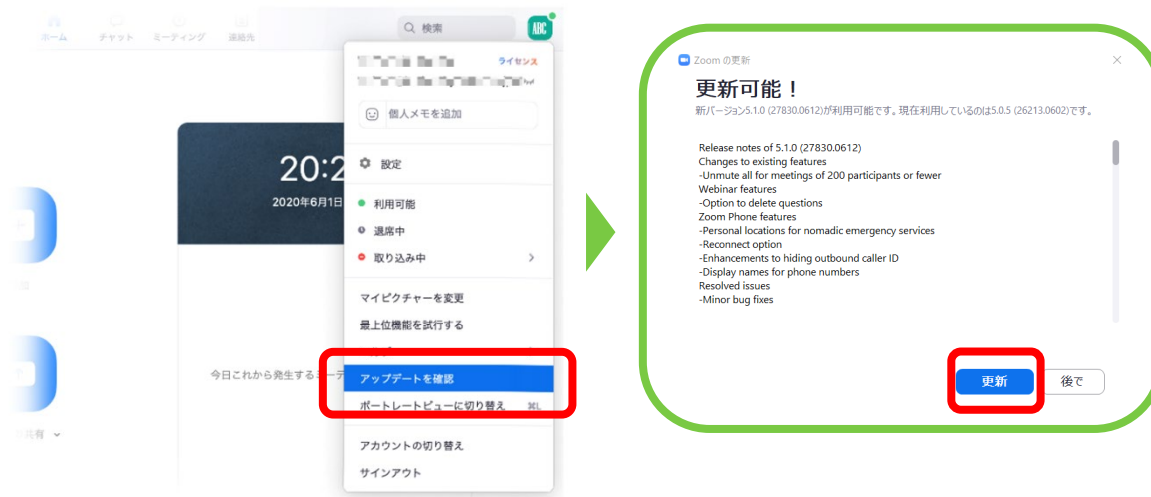 ホーム
チャット
ミーティング
連絡先
検索
ABC
ライセンス
個人メモを追加
設定
20:2
2020年6月1日
利用可能
退席中
取り込み中
マイピクチャーを変更
最上位機能を試行する
今日これから発生するミーテ
アップデートを確認
ポートレートビューに切り替え ⌘L
共有
アカウントの切り替え
サインアウト
Zoom の更新
更新可能！
新バージョン5.1.0 (27830.0612)が利用可能です。現在利用しているのは5.0.5 (26213.0602)です。
Release notes of 5.1.0 (27830.0612)
Changes to existing features
-Unmute all for meetings of 200 participants or fewer
Webinar features
-Option to delete questions
Zoom Phone features
-Personal locations for nomadic emergency services
-Reconnect option
-Enhancements to hiding outbound caller ID
-Display names for phone numbers
Resolved issues
-Minor bug fixes
更新
後で